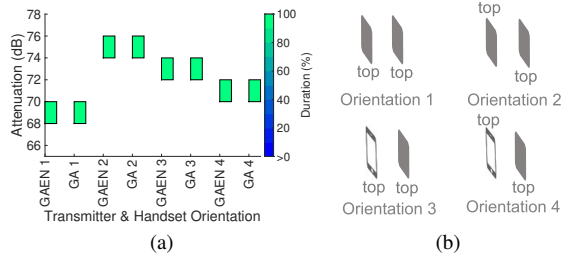 78
76
74
72
70
68
66
Attenuation (dB)
GAEN 1
GA 1
GAEN 2
GA 2
GAEN 3
GA 3
GAEN 4
GA 4
Transmitter & Handset Orientation
100
80
60
40
20
>0
Duration (%)
(a)
top top
Orientation 1
top
top
Orientation 2
top top
Orientation 3
top
top
Orientation 4
(b)